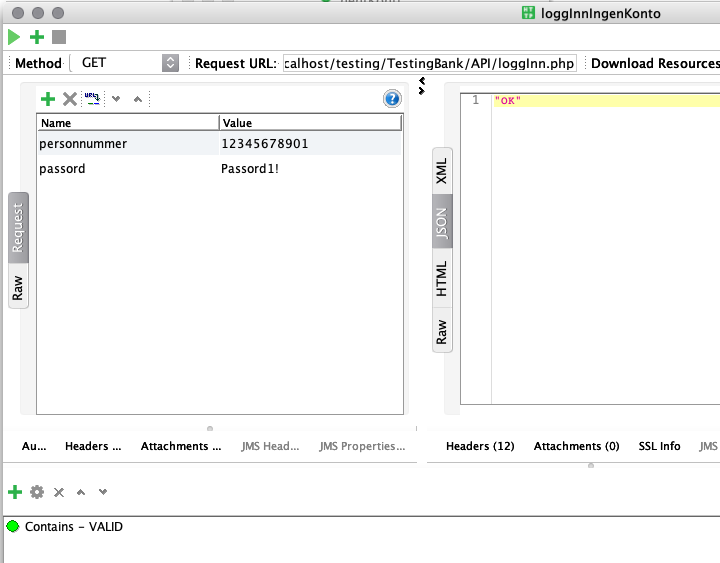 loggInnIngenKonto
Method GET Request URL: :calhost/testing/TestingBank/API/loggInn.php Download Resources
Name Value
personnummer 12345678901
passord Passord1!
Request
Raw
XML
JSON
HTML
Raw
1 "OK"
Au... Headers ... Attachments ... JMS Head... JMS Properties...
Headers (12) Attachments (0) SSL Info JMS
Contains - VALID